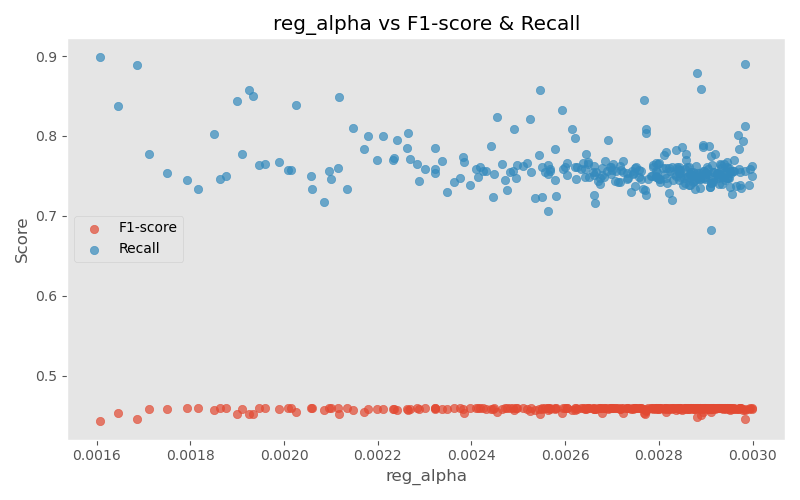 reg_alpha vs F1-score & Recall
Score
0.9
0.8
0.7
0.6
0.5
F1-score
Recall
0.0016
0.0018
0.0020
0.0022
0.0024
0.0026
0.0028
0.0030
reg_alpha